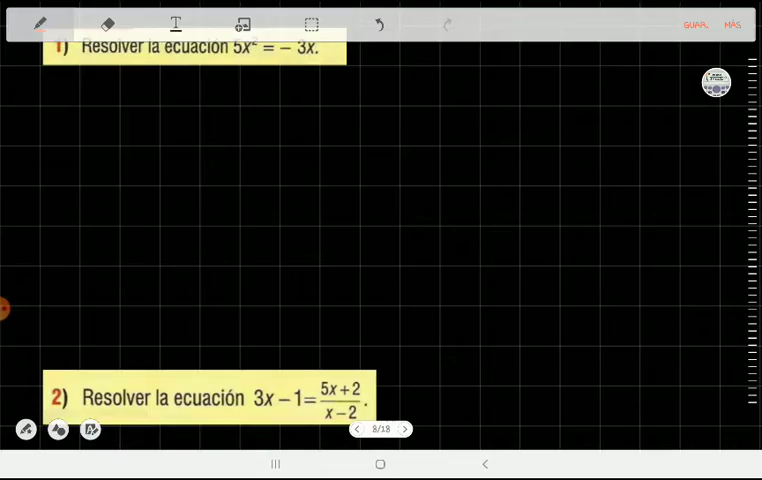 T
GUAR. MÁS
1) Resolver la ecuación 5x² = – 3x.
2) Resolver la ecuación 3x – 1 = (5x + 2)/(x – 2).
8/18